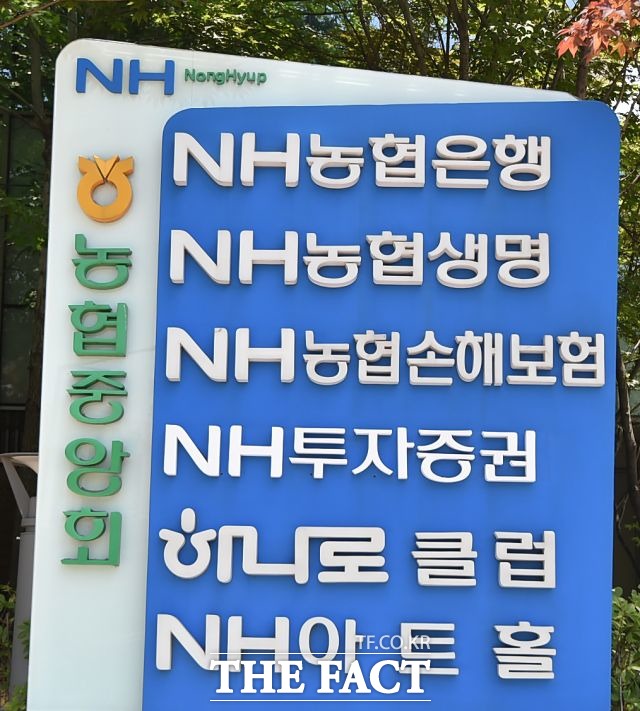 NH NongHyup
농협중앙회
NH농협은행
NH농협생명
NH농협손해보험
NH투자증권
하나로 클럽
NH아트홀
TF.CO.KR
THE FACT